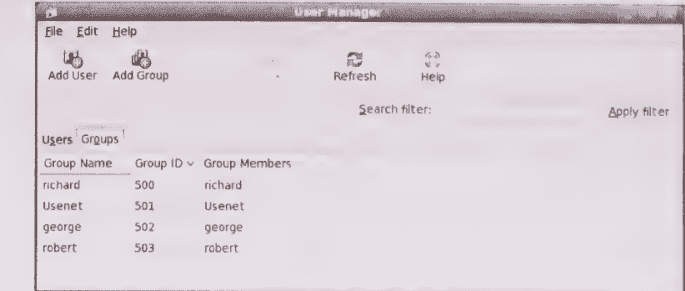 User Manager
File Edit Help
Add User Add Group Refresh Help
Search filter: Apply filter
Users Groups
Group Name Group ID Group Members
richard 500 richard
Usenet 501 Usenet
george 502 george
robert 503 robert